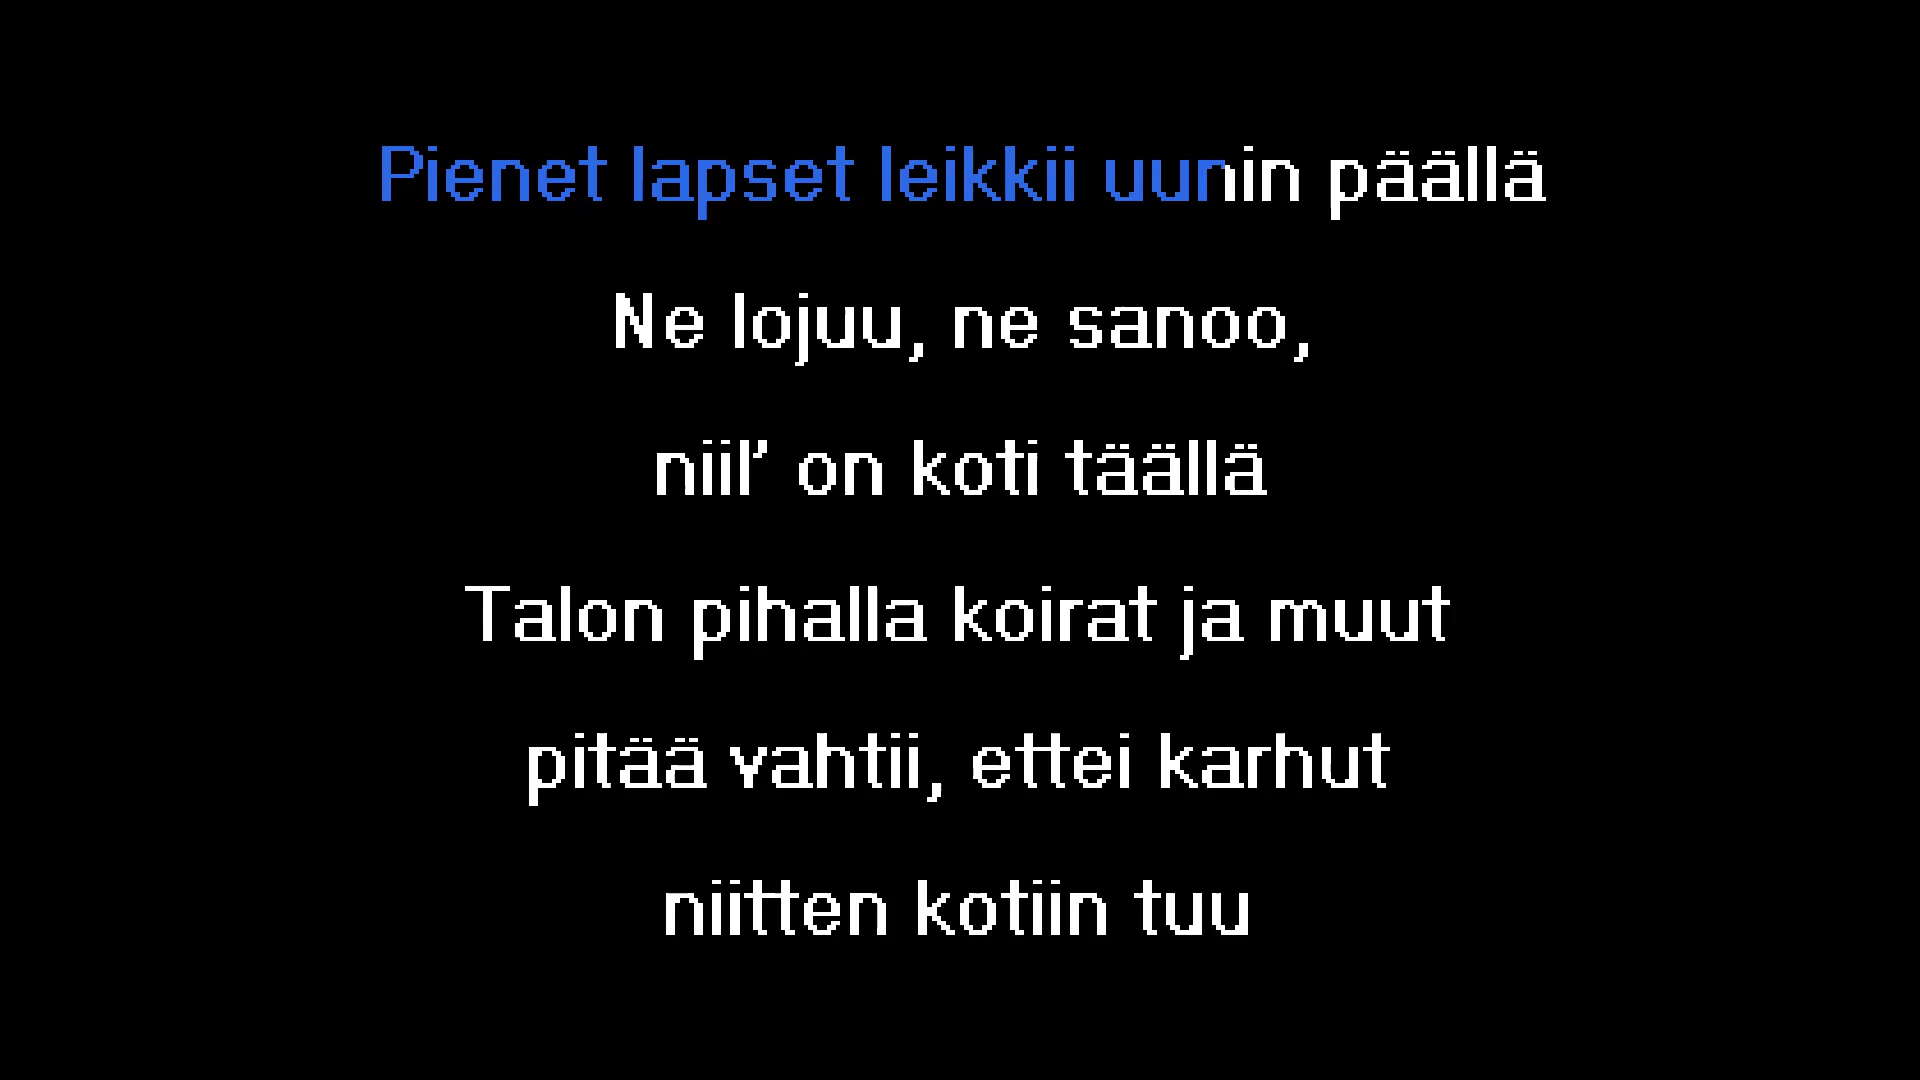 Pienet lapset leikkii uunin päällä
Ne lojuu, ne sanoo,
niil' on koti täällä
Talon pihalla koirat ja muut
pitää vahtii, ettei karhut
niitten kotiin tuu